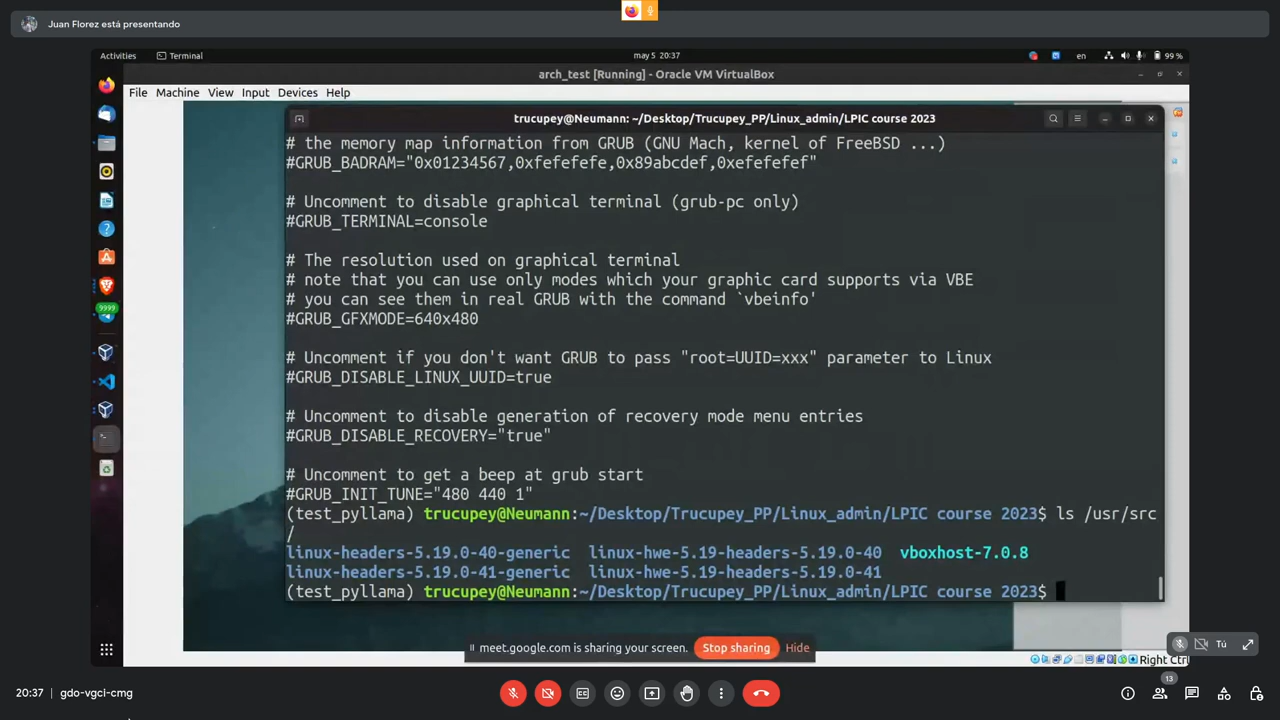 Juan Florez está presentando
Activities
Terminal
may 5 20:37
en
99 %
arch_test [Running] - Oracle VM VirtualBox
File Machine View Input Devices Help
trucupey@Neumann: ~/Desktop/Trucupey_PP/Linux_admin/LPIC course 2023
# the memory map information from GRUB (GNU Mach, kernel of FreeBSD ...)
#GRUB_BADRAM="0x01234567,0xfefefefe,0x89abcdef,0xefefefef"
# Uncomment to disable graphical terminal (grub-pc only)
#GRUB_TERMINAL=console
# The resolution used on graphical terminal
# note that you can use only modes which your graphic card supports via VBE
# you can see them in real GRUB with the command `vbeinfo'
#GRUB_GFXMODE=640x480
# Uncomment if you don't want GRUB to pass "root=UUID=xxx" parameter to Linux
#GRUB_DISABLE_LINUX_UUID=true
# Uncomment to disable generation of recovery mode menu entries
#GRUB_DISABLE_RECOVERY="true"
# Uncomment to get a beep at grub start
#GRUB_INIT_TUNE="480 440 1"
(test_pyllama) trucupey@Neumann:~/Desktop/Trucupey_PP/Linux_admin/LPIC course 2023$ ls /usr/src
/
linux-headers-5.19.0-40-generic linux-hwe-5.19-headers-5.19.0-40 vboxhost-7.0.8
linux-headers-5.19.0-41-generic linux-hwe-5.19-headers-5.19.0-41
(test_pyllama) trucupey@Neumann:~/Desktop/Trucupey_PP/Linux_admin/LPIC course 2023$
9999
meet.google.com is sharing your screen. Stop sharing Hide
Tú
Right Ctrl
20:37
gdo-vgci-cmg
13